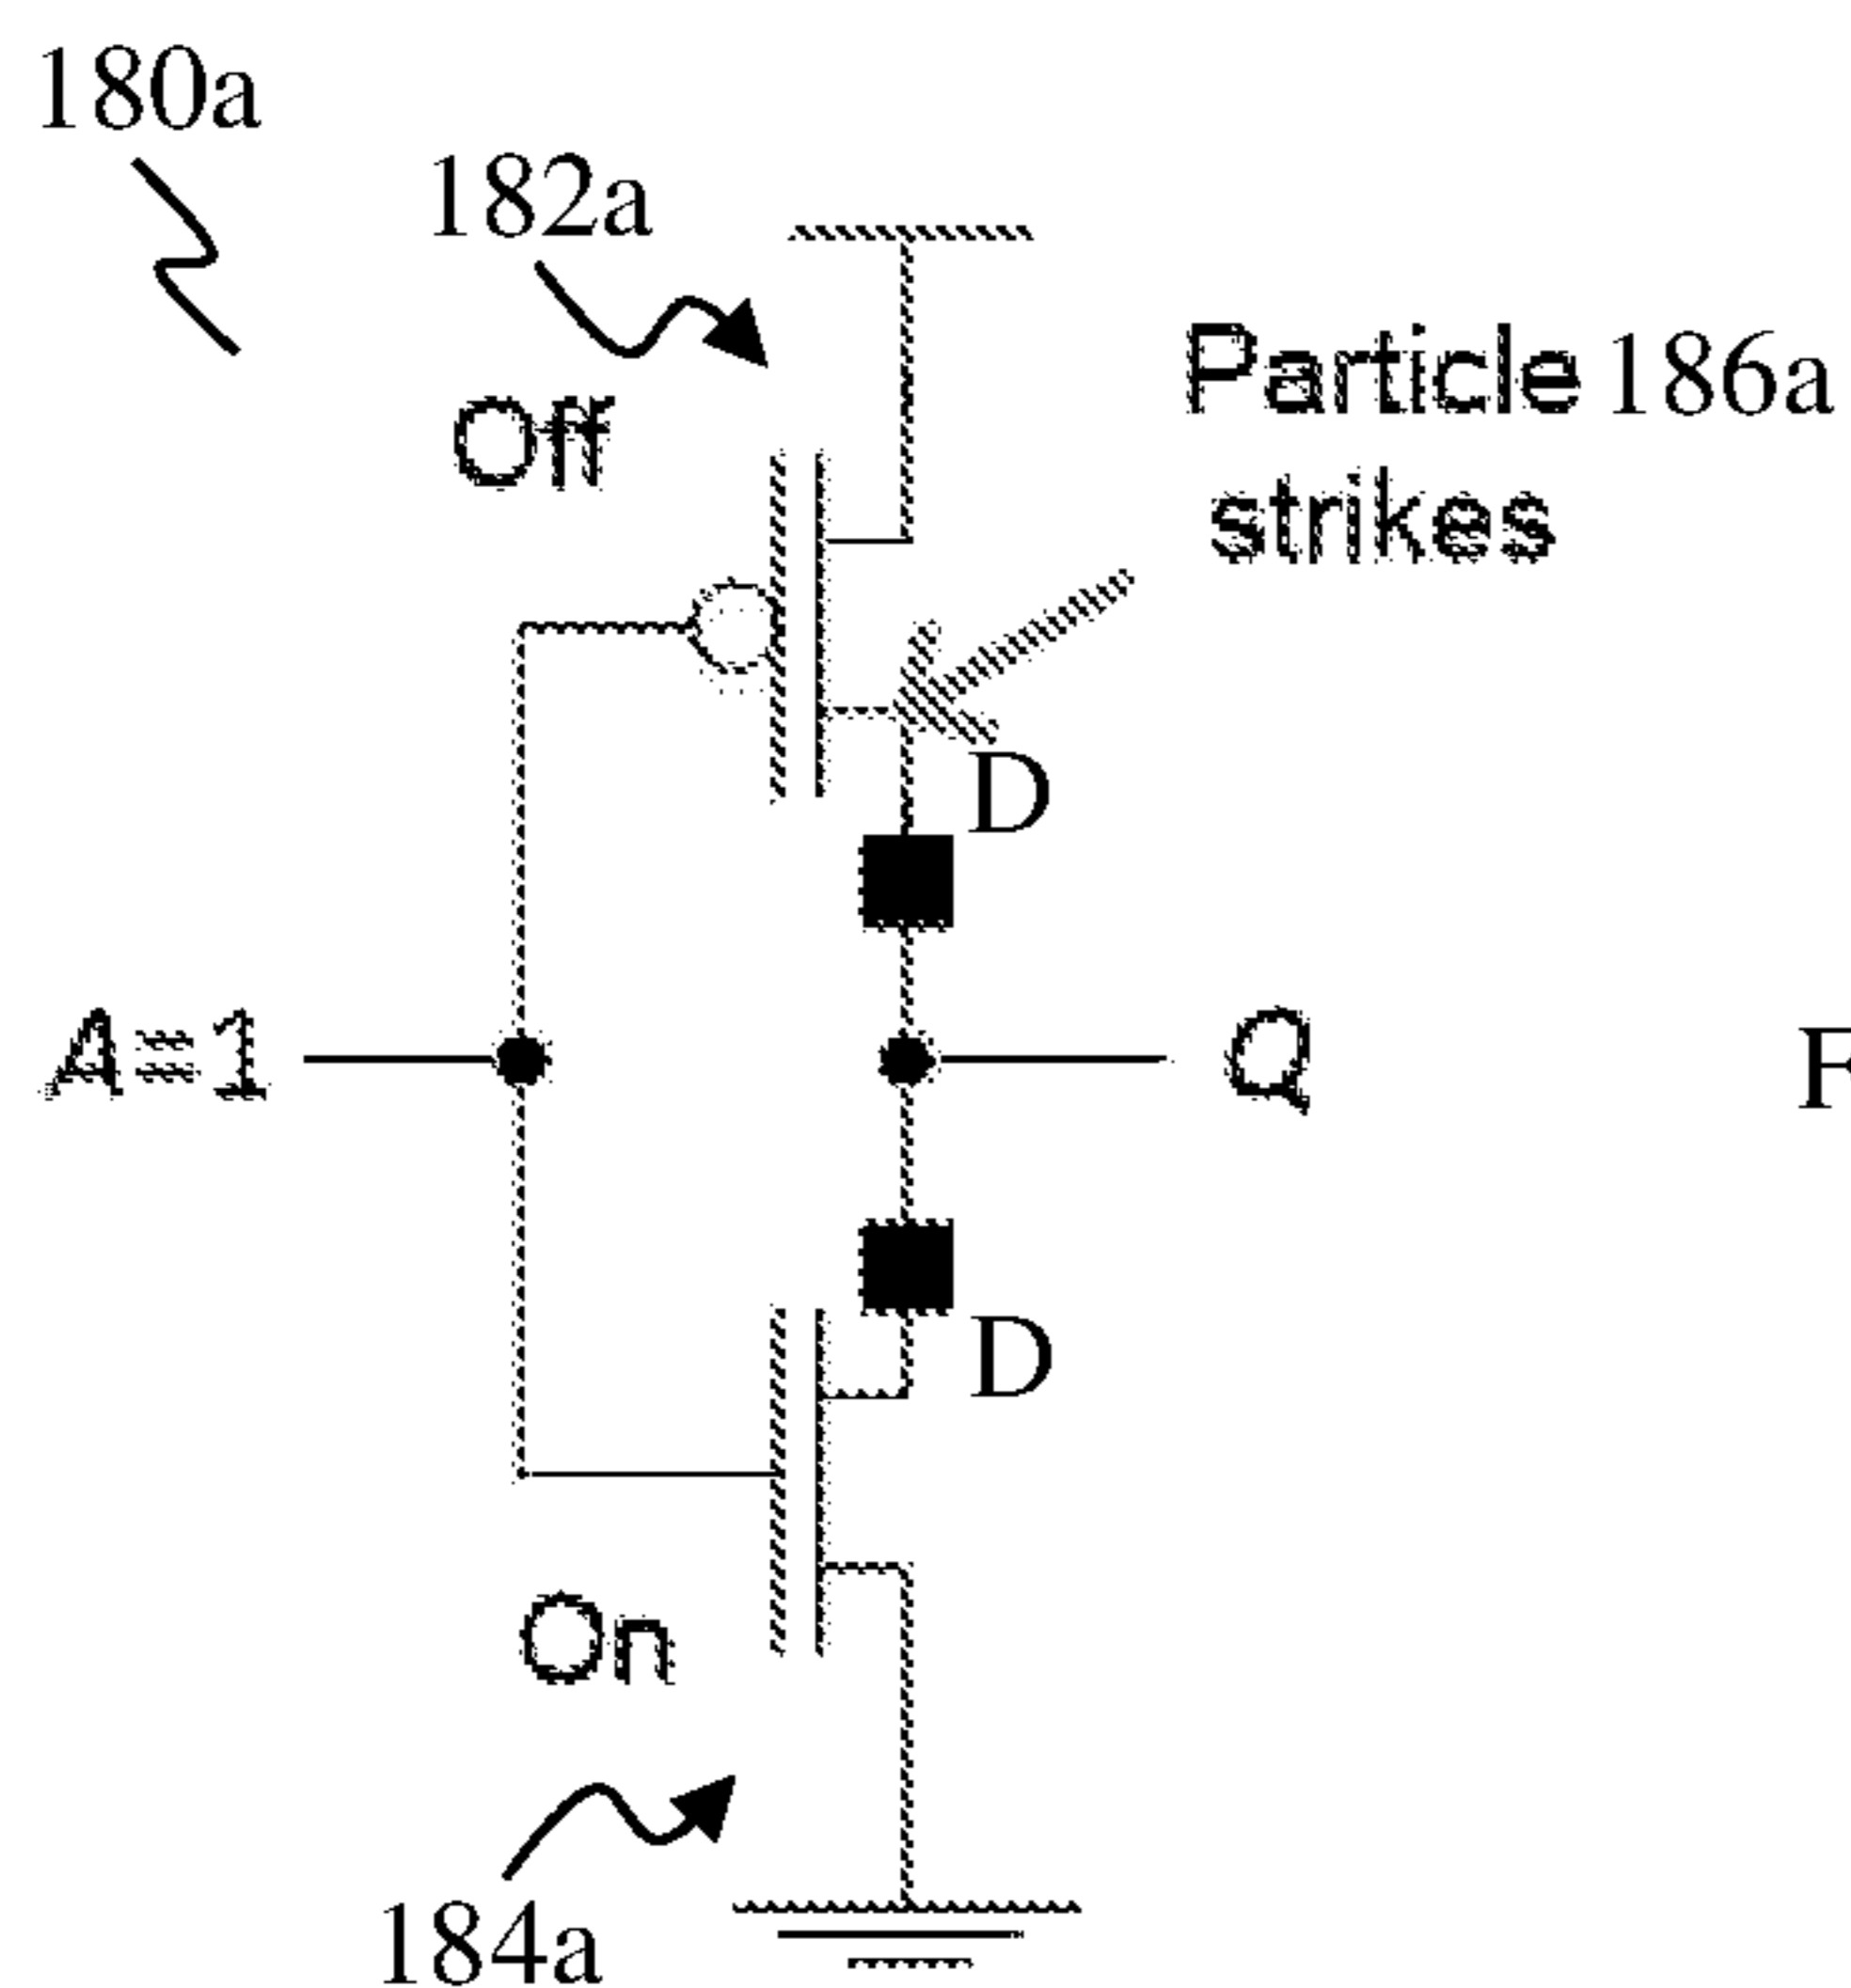 180a
182a
Off
Particle 186a
strikes
D
A=1
Q
F
D
On
184a